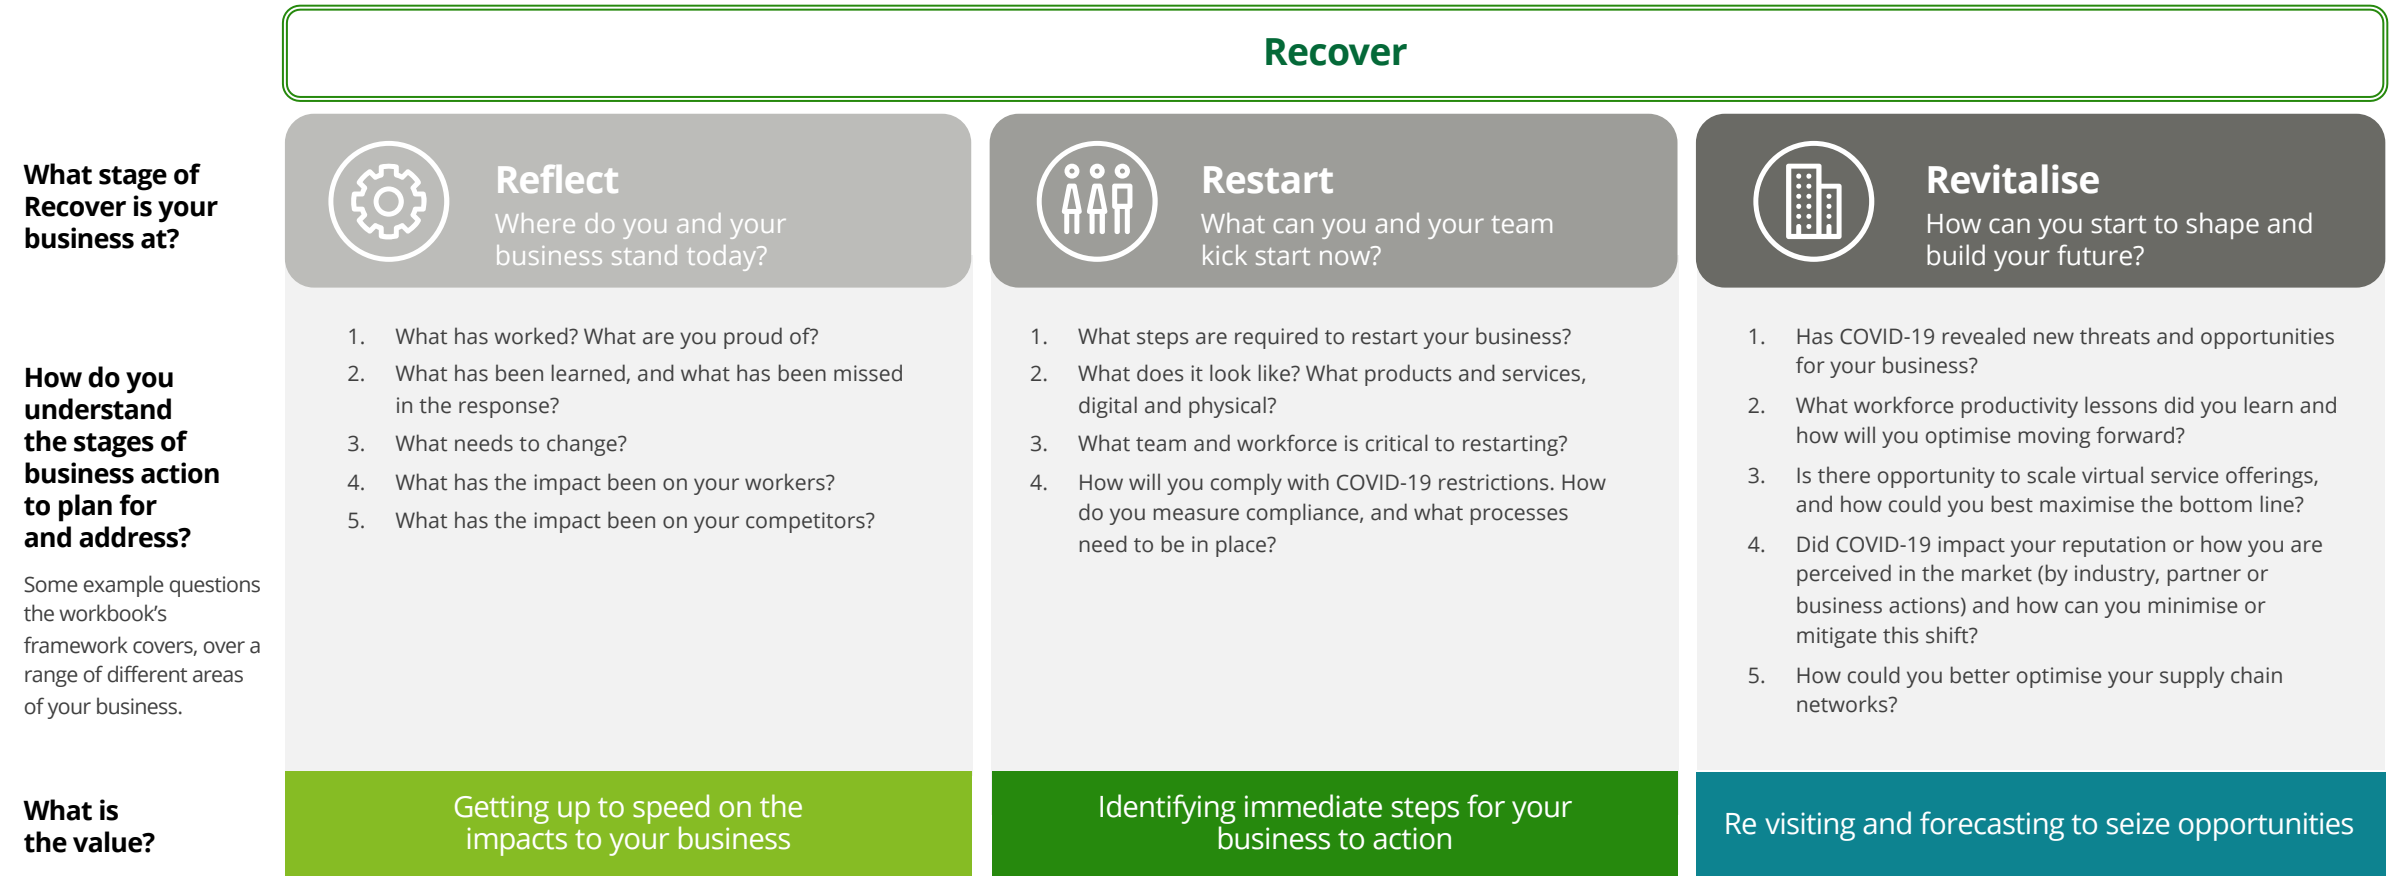 Recover
What stage of
Recover is your
business at?
Reflect
Where do you and your
business stand today?
Restart
What can you and your team
kick start now?
Revitalise
How can you start to shape and
build your future?
How do you
understand
the stages of
business action
to plan for
and address?
Some example questions
the workbook’s
framework covers, over a
range of different areas
of your business.
1. What has worked? What are you proud of?
2. What has been learned, and what has been missed
in the response?
3. What needs to change?
4. What has the impact been on your workers?
5. What has the impact been on your competitors?
1. What steps are required to restart your business?
2. What does it look like? What products and services,
digital and physical?
3. What team and workforce is critical to restarting?
4. How will you comply with COVID-19 restrictions. How
do you measure compliance, and what processes
need to be in place?
1. Has COVID-19 revealed new threats and opportunities
for your business?
2. What workforce productivity lessons did you learn and
how will you optimise moving forward?
3. Is there opportunity to scale virtual service offerings,
and how could you best maximise the bottom line?
4. Did COVID-19 impact your reputation or how you are
perceived in the market (by industry, partner or
business actions) and how can you minimise or
mitigate this shift?
5. How could you better optimise your supply chain
networks?
What is
the value?
Getting up to speed on the
impacts to your business
Identifying immediate steps for your
business to action
Re visiting and forecasting to seize opportunities